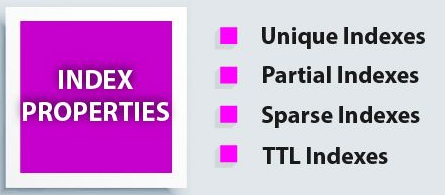 INDEX
PROPERTIES
Unique Indexes
Partial Indexes
Sparse Indexes
TTL Indexes